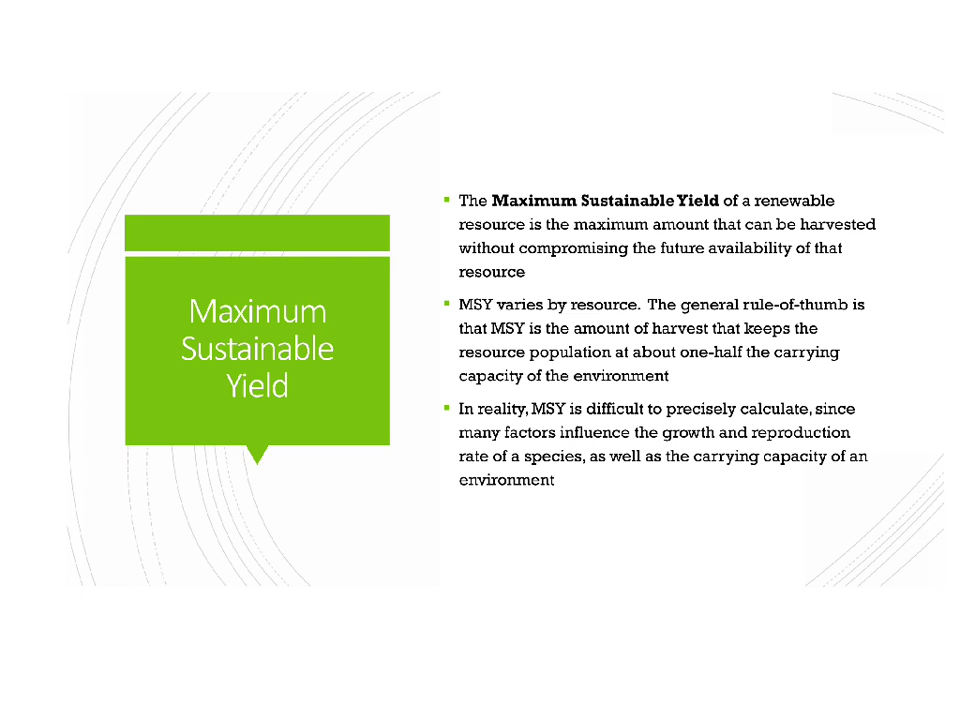 Maximum
Sustainable
Yield
The Maximum Sustainable Yield of a renewable
resource is the maximum amount that can be harvested
without compromising the future availability of that
resource
MSY varies by resource. The general rule-of-thumb is
that MSY is the amount of harvest that keeps the
resource population at about one-half the carrying
capacity of the environment
In reality, MSY is difficult to precisely calculate, since
many factors influence the growth and reproduction
rate of a species, as well as the carrying capacity of an
environment